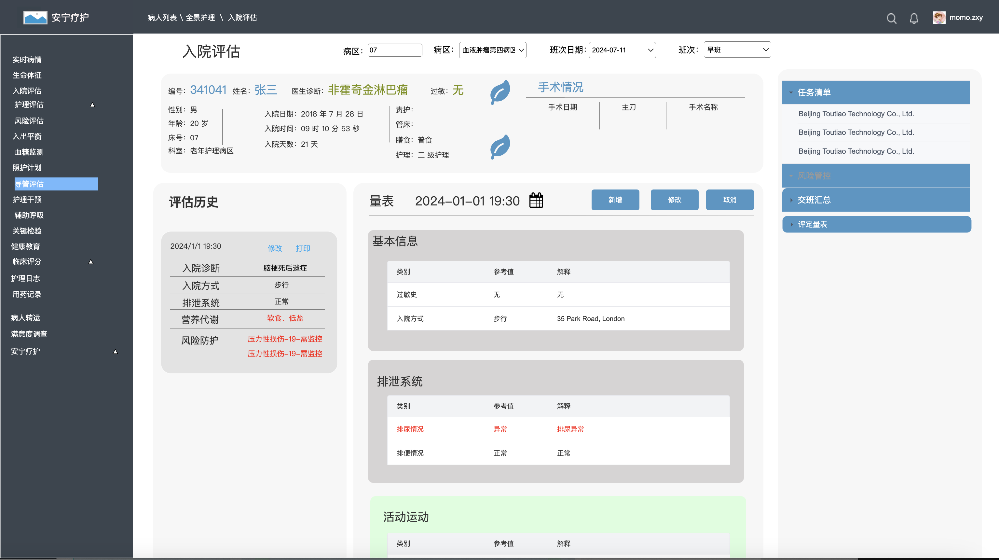 安宁疗护
病人列表 \ 全景护理 \ 入院评估
momo.zxy
实时病情
生命体征
入院评估
护理评估
风险评估
入出平衡
血糖监测
照护计划
导管评估
护理干预
辅助呼吸
关键检验
健康教育
临床评分
护理日志
用药记录
病人转运
满意度调查
安宁疗护
入院评估
病区： 07
病区： 血液肿瘤第四病区
班次日期： 2024-07-11
班次： 早班
编号： 341041 姓名： 张三 医生诊断： 非霍奇金淋巴瘤 过敏： 无
性别： 男
年龄： 20 岁
床号： 07
科室： 老年护理病区
入院日期： 2018 年 7 月 28 日
入院时间： 09 时 10 分 53 秒
入院天数： 21 天
责护：
管床：
膳食： 普食
护理： 二 级护理
手术情况
手术日期 主刀 手术名称
评估历史
2024/1/1 19:30 修改 打印
入院诊断 脑梗死后遗症
入院方式 步行
排泄系统 正常
营养代谢 软食、低盐
风险防护 压力性损伤–19–需监控
压力性损伤–19–需监控
量表 2024–01–01 19:30 新增 修改 取消
基本信息
类别 参考值 解释
过敏史 无 无
入院方式 步行 35 Park Road, London
排泄系统
类别 参考值 解释
排尿情况 异常 排尿异常
排便情况 正常 正常
活动运动
类别 参考值 解释
任务清单
Beijing Toutiao Technology Co., Ltd.
Beijing Toutiao Technology Co., Ltd.
Beijing Toutiao Technology Co., Ltd.
风险管控
交班汇总
评定量表